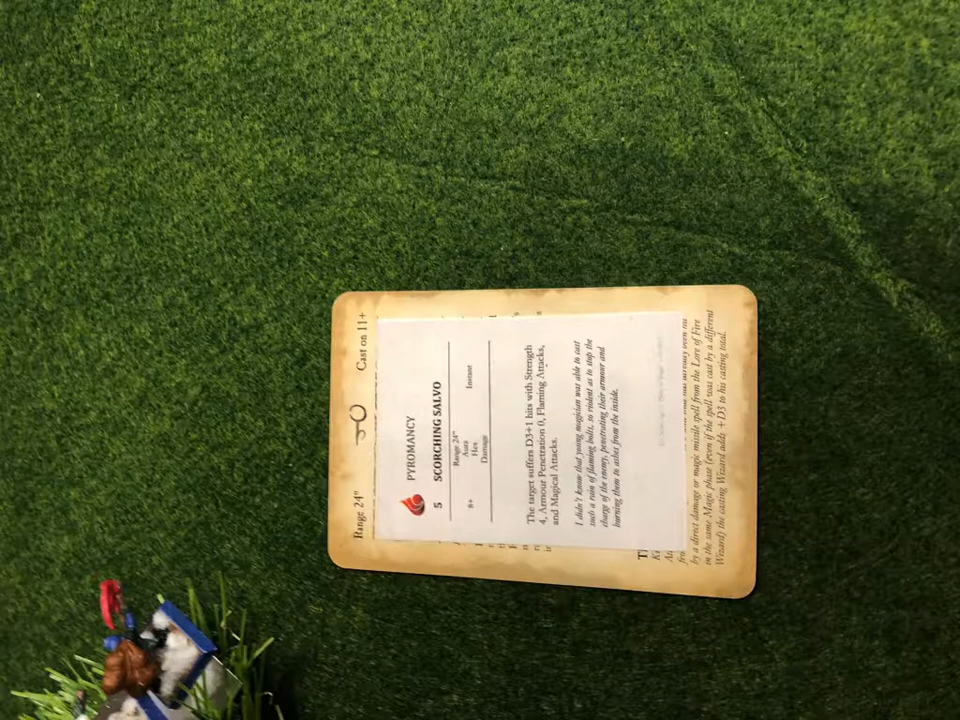 Range 24" Cast on 11+
PYROMANCY
5 SCORCHING SALVO
8+ Range 24" Instant
Aura
Hex
Damage
The target suffers D3+1 hits with Strength
4, Armour Penetration 0, Flaming Attacks,
and Magical Attacks.
I didn't know that young magician was able to cast
such a rain of flaming bolts, so violent as to stop the
charge of the enemy, penetrating their armour and
burning them to ashes from the inside.
by a direct damage or magic missile spell from the Lore of Fire
in the same Magic phase (even if the spell was cast by a different
Wizard) the casting Wizard adds +D3 to his casting total.